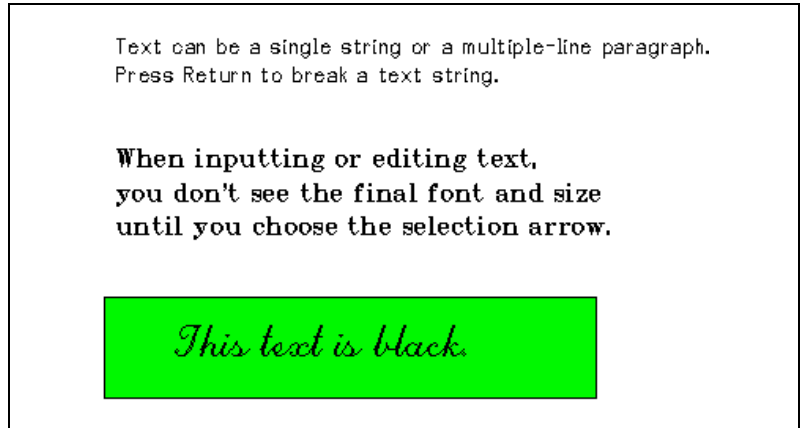 Text can be a single string or a multiple-line paragraph.
Press Return to break a text string.
When inputting or editing text,
you don't see the final font and size
until you choose the selection arrow.
This text is black.